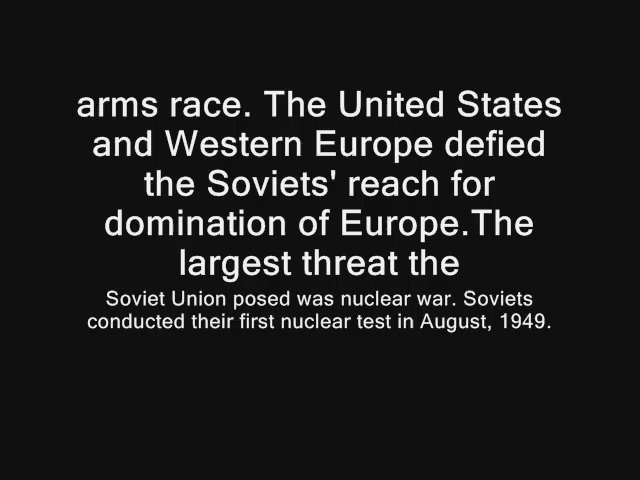 arms race. The United States
and Western Europe defied
the Soviets' reach for
domination of Europe.The
largest threat the
Soviet Union posed was nuclear war. Soviets
conducted their first nuclear test in August, 1949.